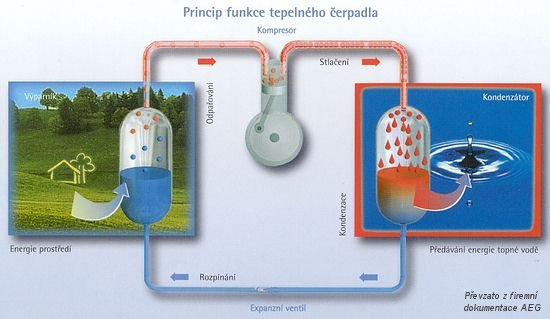 Princip funkce tepelného čerpadla
Kompresor
Stlačení
Odpařování
Výparník
Kondenzátor
Kondenzace
Energie prostředí
Předávání energie topné vodě
Rozpínání
Expanzní ventil
Převzato z firemní
dokumentace AEG